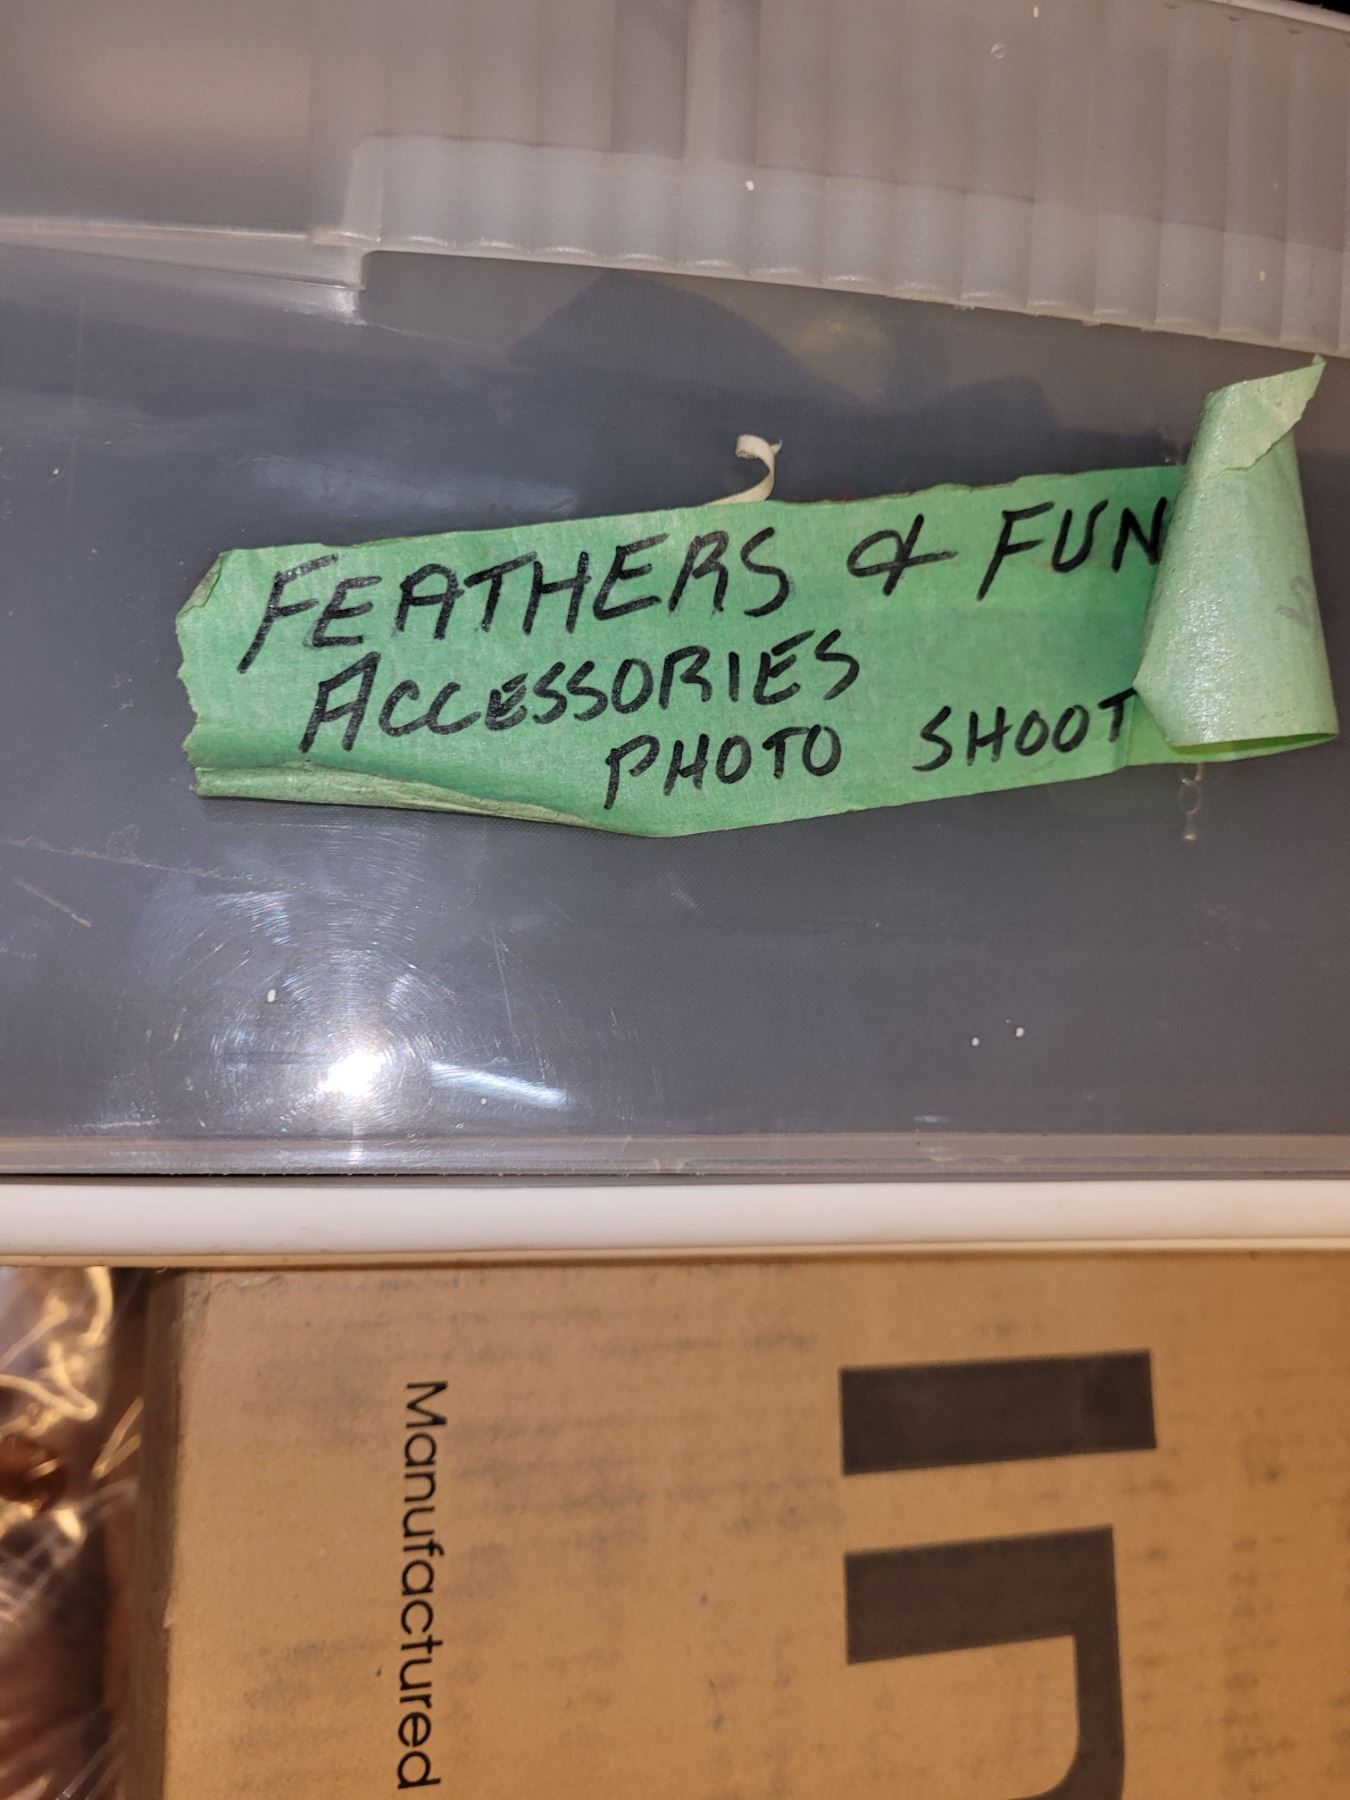 FEATHERS & FUN
ACCESSORIES
PHOTO SHOOT
Manufactured